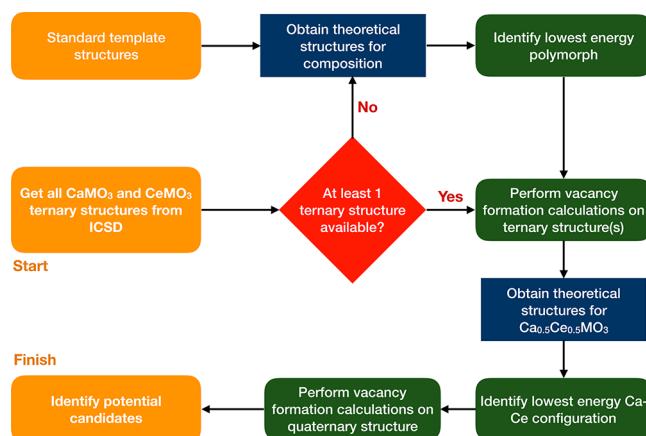 Standard template
structures
Obtain theoretical
structures for
composition
Identify lowest energy
polymorph
No
Get all CaMO₃ and CeMO₃
ternary structures from
ICSD
At least 1
ternary structure
available?
Yes
Perform vacancy
formation calculations on
ternary structure(s)
Start
Obtain theoretical
structures for
Ca₀.₅Ce₀.₅MO₃
Finish
Identify potential
candidates
Perform vacancy
formation calculations on
quaternary structure
Identify lowest energy Ca-
Ce configuration